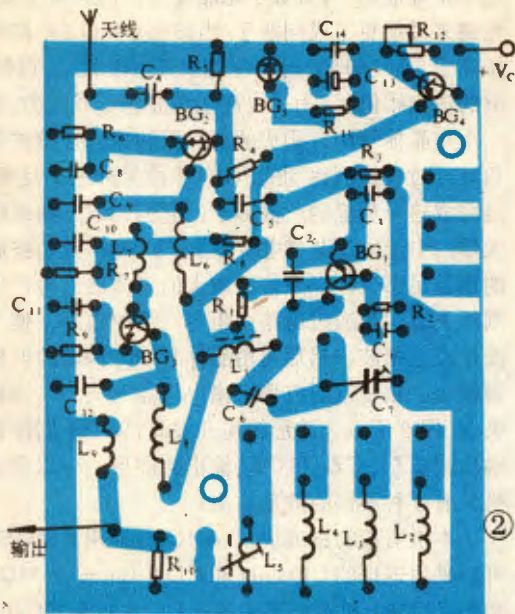 天线
C₁₄
R₁₂
R₅
C₄
+ Vc
C₁₃
BG₂
BG₅
R₁₁
BG₄
R₆
R₄
R₃
C₈
C₉
C₅
C₃
C₁₀
L₇
L₆
R₈
C₂
BG₁
R₇
C₁₁
R₁
R₂
R₉
BG₃
L₁
C₁₂
C₆
C₇
L₉
L₈
②
输出
R₁₀
L₅
L₄
L₃
L₂